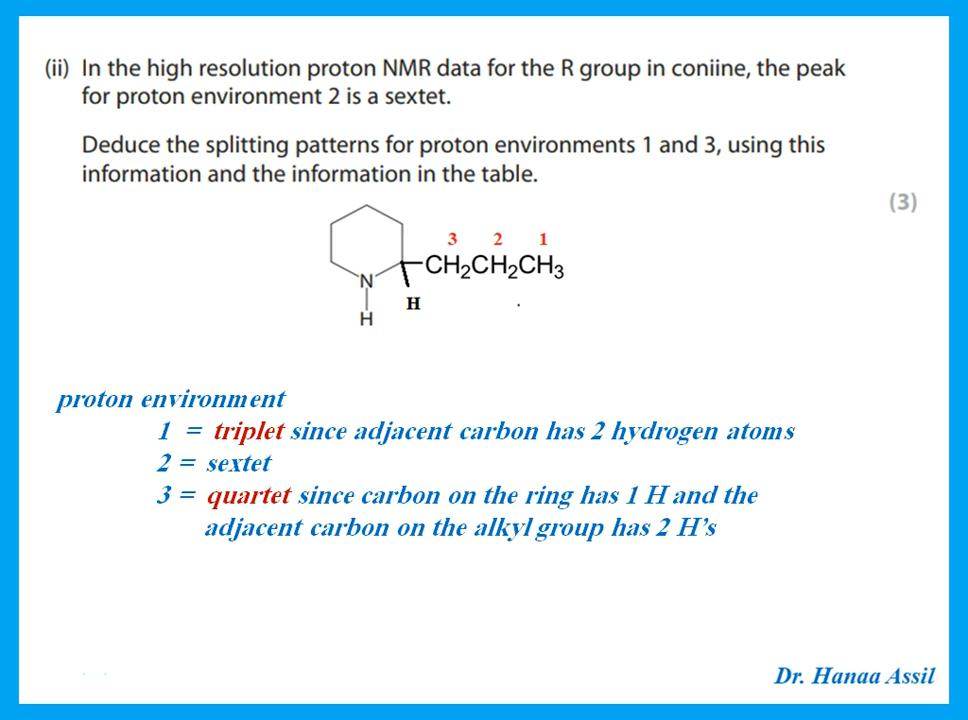 (ii) In the high resolution proton NMR data for the R group in coniine, the peak
for proton environment 2 is a sextet.
Deduce the splitting patterns for proton environments 1 and 3, using this
information and the information in the table.
(3)
3 2 1
CH₂CH₂CH₃
N
H
H
proton environment
1 = triplet since adjacent carbon has 2 hydrogen atoms
2 = sextet
3 = quartet since carbon on the ring has 1 H and the
adjacent carbon on the alkyl group has 2 H's
Dr. Hanaa Assil